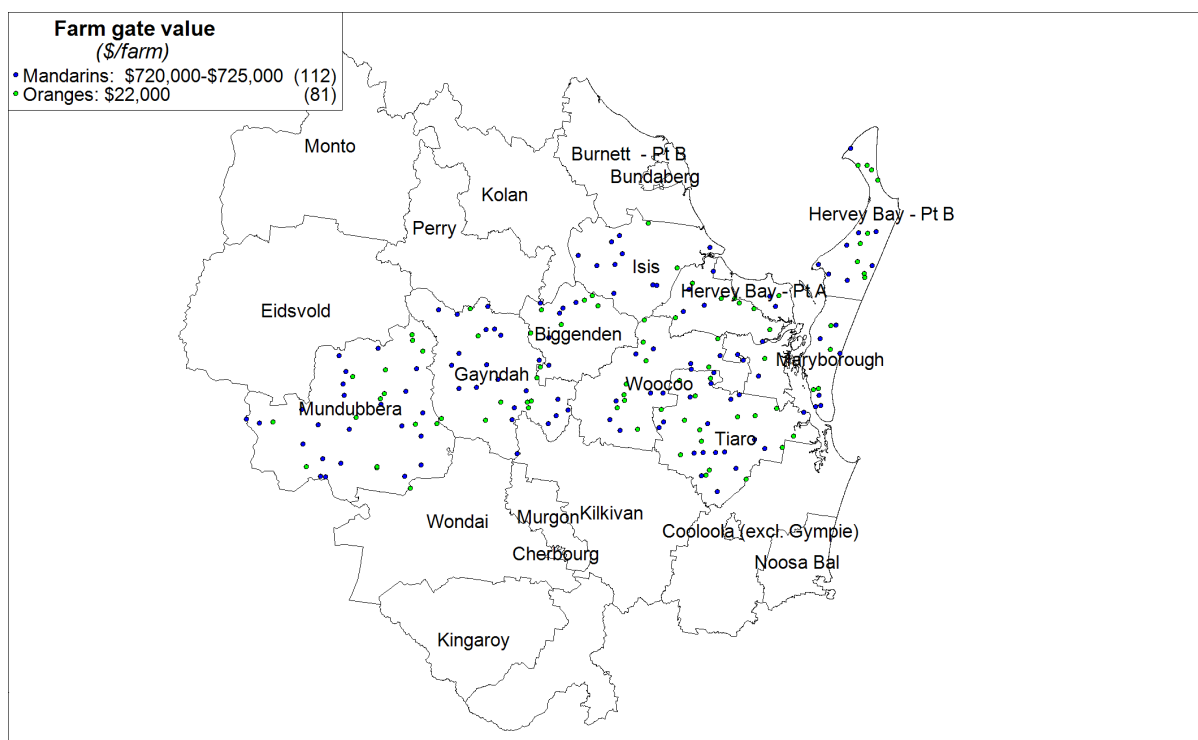 Farm gate value
($/farm)
Mandarins: $720,000-$725,000 (112)
Oranges: $22,000 (81)
Monto
Burnett - Pt B
Bundaberg
Kolan
Hervey Bay - Pt B
Perry
Isis
Hervey Bay - Pt A
Eidsvold
Biggenden
Maryborough
Gayndah
Woocoo
Mundubbera
Tiaro
Wondai
Murgon
Kilkivan
Cooloola (excl. Gympie)
Cherbourg
Noosa Bal
Kingaroy